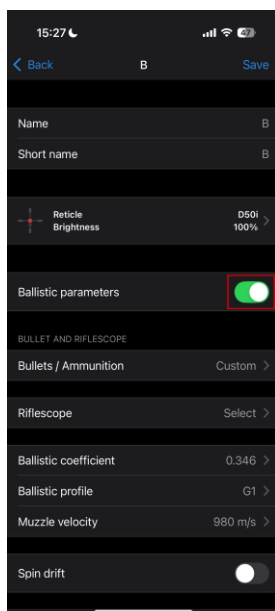 15:27
47
Back
B
Save
Name
B
Short name
B
Reticle
D50i
Brightness
100%
Ballistic parameters
BULLET AND RIFLESCOPE
Bullets / Ammunition
Custom
Riflescope
Select
Ballistic coefficient
0.346
Ballistic profile
G1
Muzzle velocity
980 m/s
Spin drift